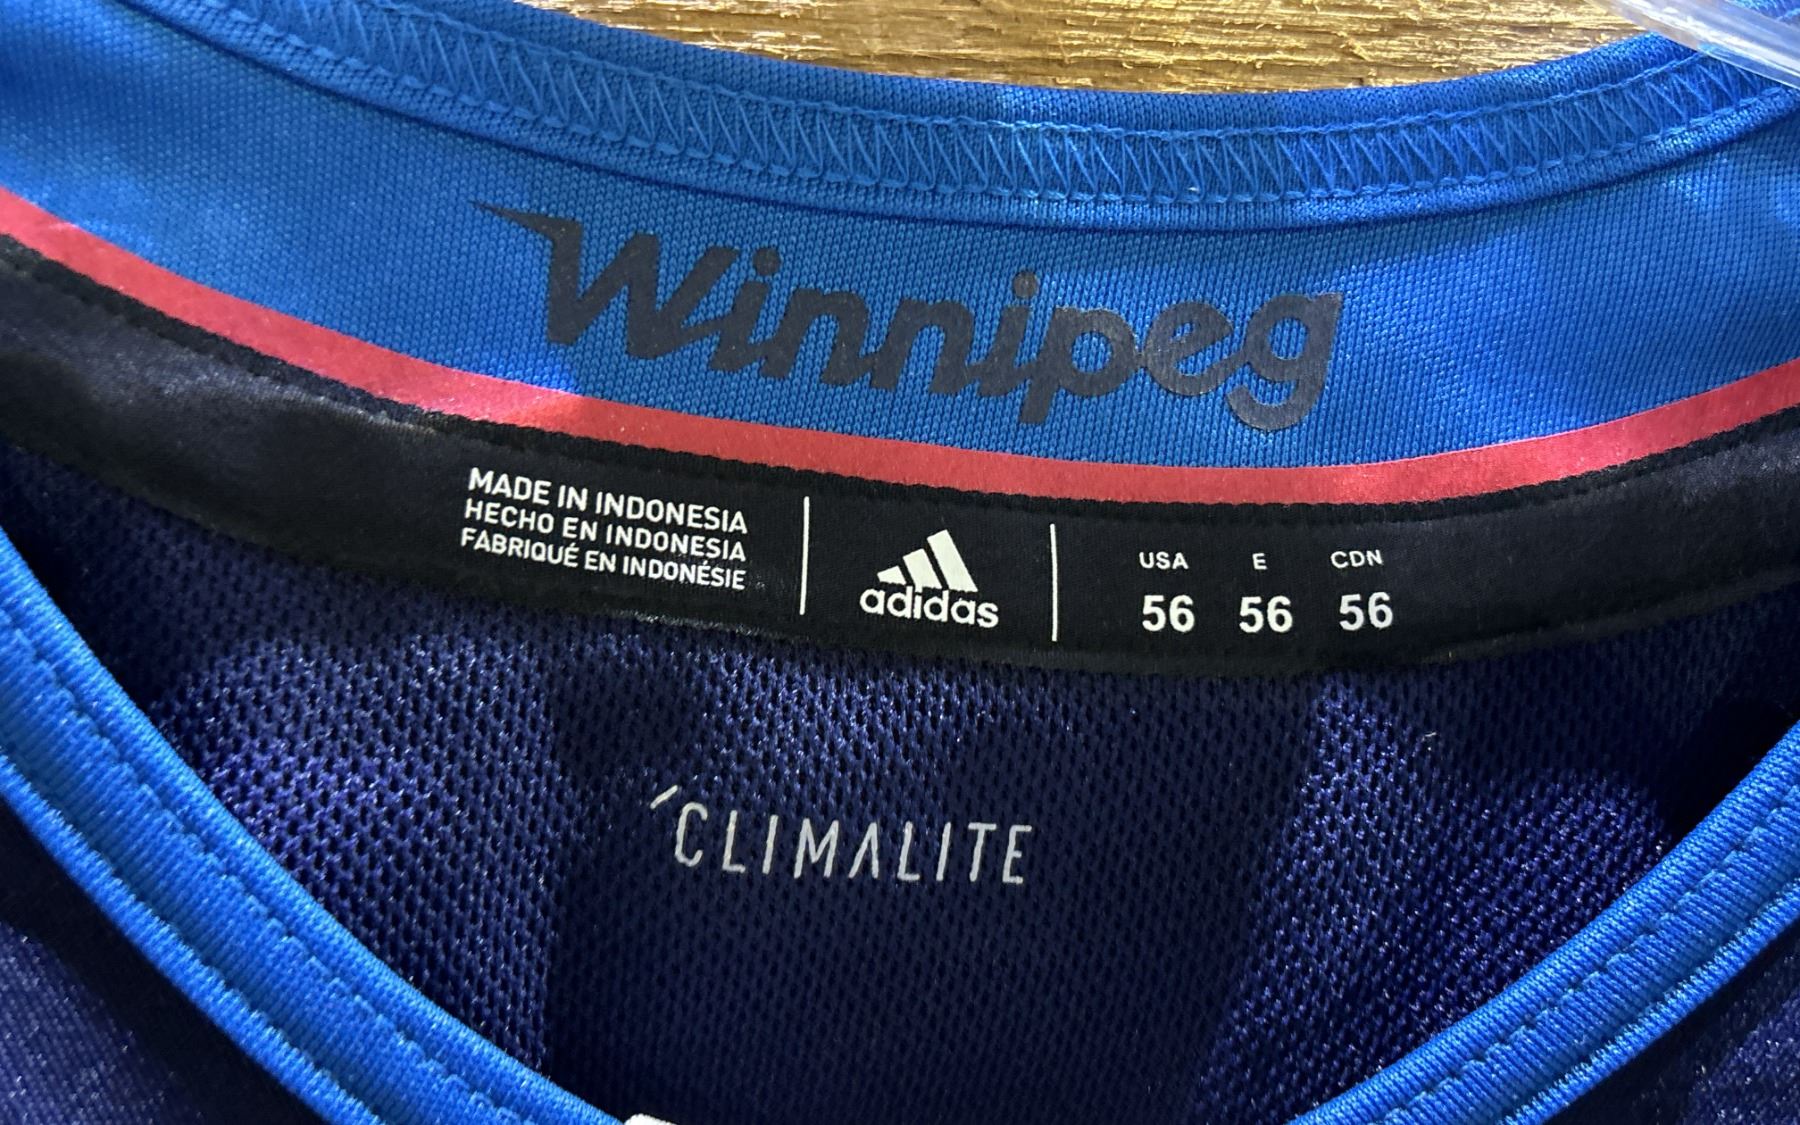 Winnipeg
MADE IN INDONESIA
HECHO EN INDONESIA
FABRIQUÉ EN INDONÉSIE
adidas
USA E CDN
56 56 56
CLIMALITE